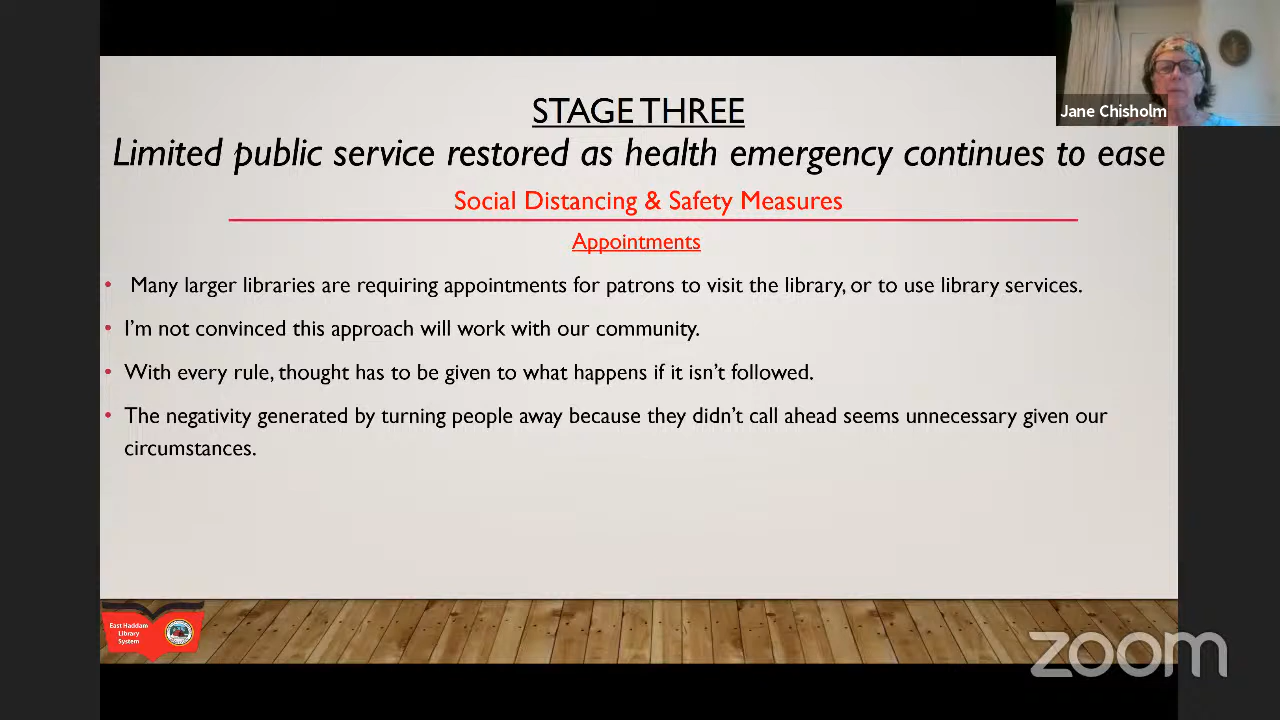 STAGE THREE
Limited public service restored as health emergency continues to ease
Social Distancing & Safety Measures
Appointments
• Many larger libraries are requiring appointments for patrons to visit the library, or to use library services.
• I’m not convinced this approach will work with our community.
• With every rule, thought has to be given to what happens if it isn’t followed.
• The negativity generated by turning people away because they didn’t call ahead seems unnecessary given our
circumstances.
Jane Chisholm
East Haddam
Library
System
zoom